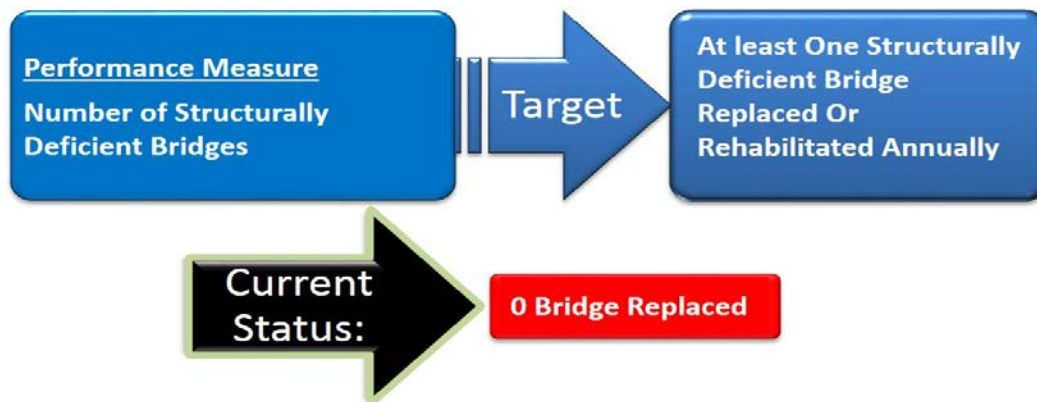 Performance Measure
Number of Structurally
Deficient Bridges
Target
At least One Structurally
Deficient Bridge
Replaced Or
Rehabilitated Annually
Current
Status:
0 Bridge Replaced